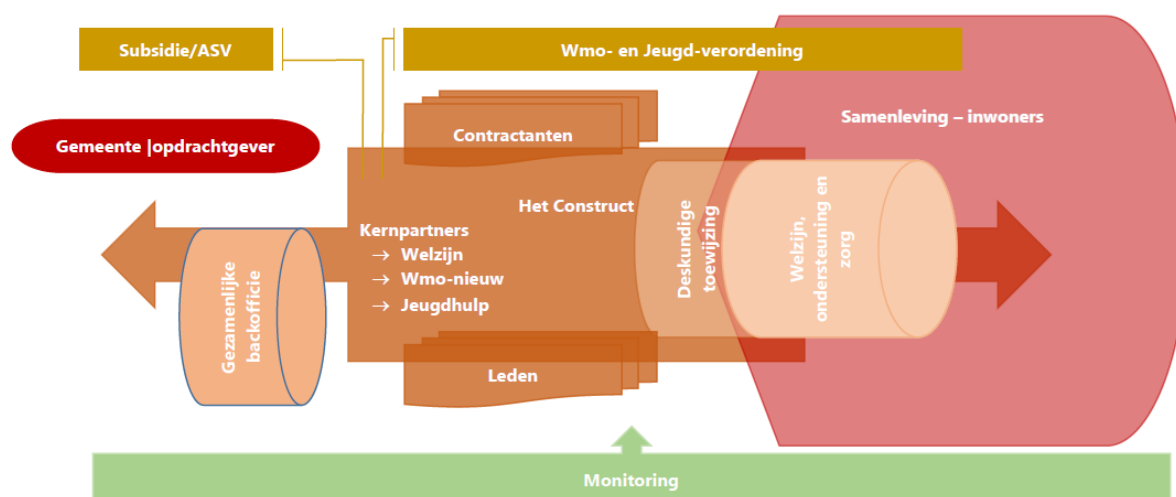 Subsidie/ASV
Wmo- en Jeugd-verordening
Samenleving – inwoners
Contractanten
Gemeente |opdrachtgever
Het Construct
Kernpartners
→ Welzijn
→ Wmo-nieuw
→ Jeugdhulp
Deskundige
toewijzing
Welzijn,
ondersteuning en
zorg
Gezamenlijke
backofficie
Leden
Monitoring